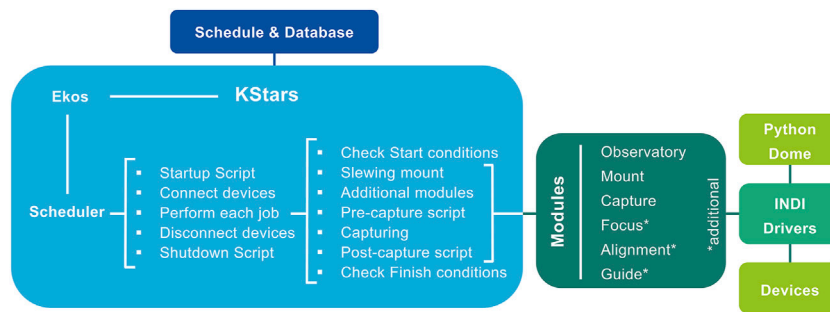 Schedule & Database
Ekos
KStars
Scheduler
Startup Script
Connect devices
Perform each job
Disconnect devices
Shutdown Script
Check Start conditions
Slewing mount
Additional modules
Pre-capture script
Capturing
Post-capture script
Check Finish conditions
Modules
Observatory
Mount
Capture
Focus*
Alignment*
Guide*
*additional
Python
Dome
INDI
Drivers
Devices